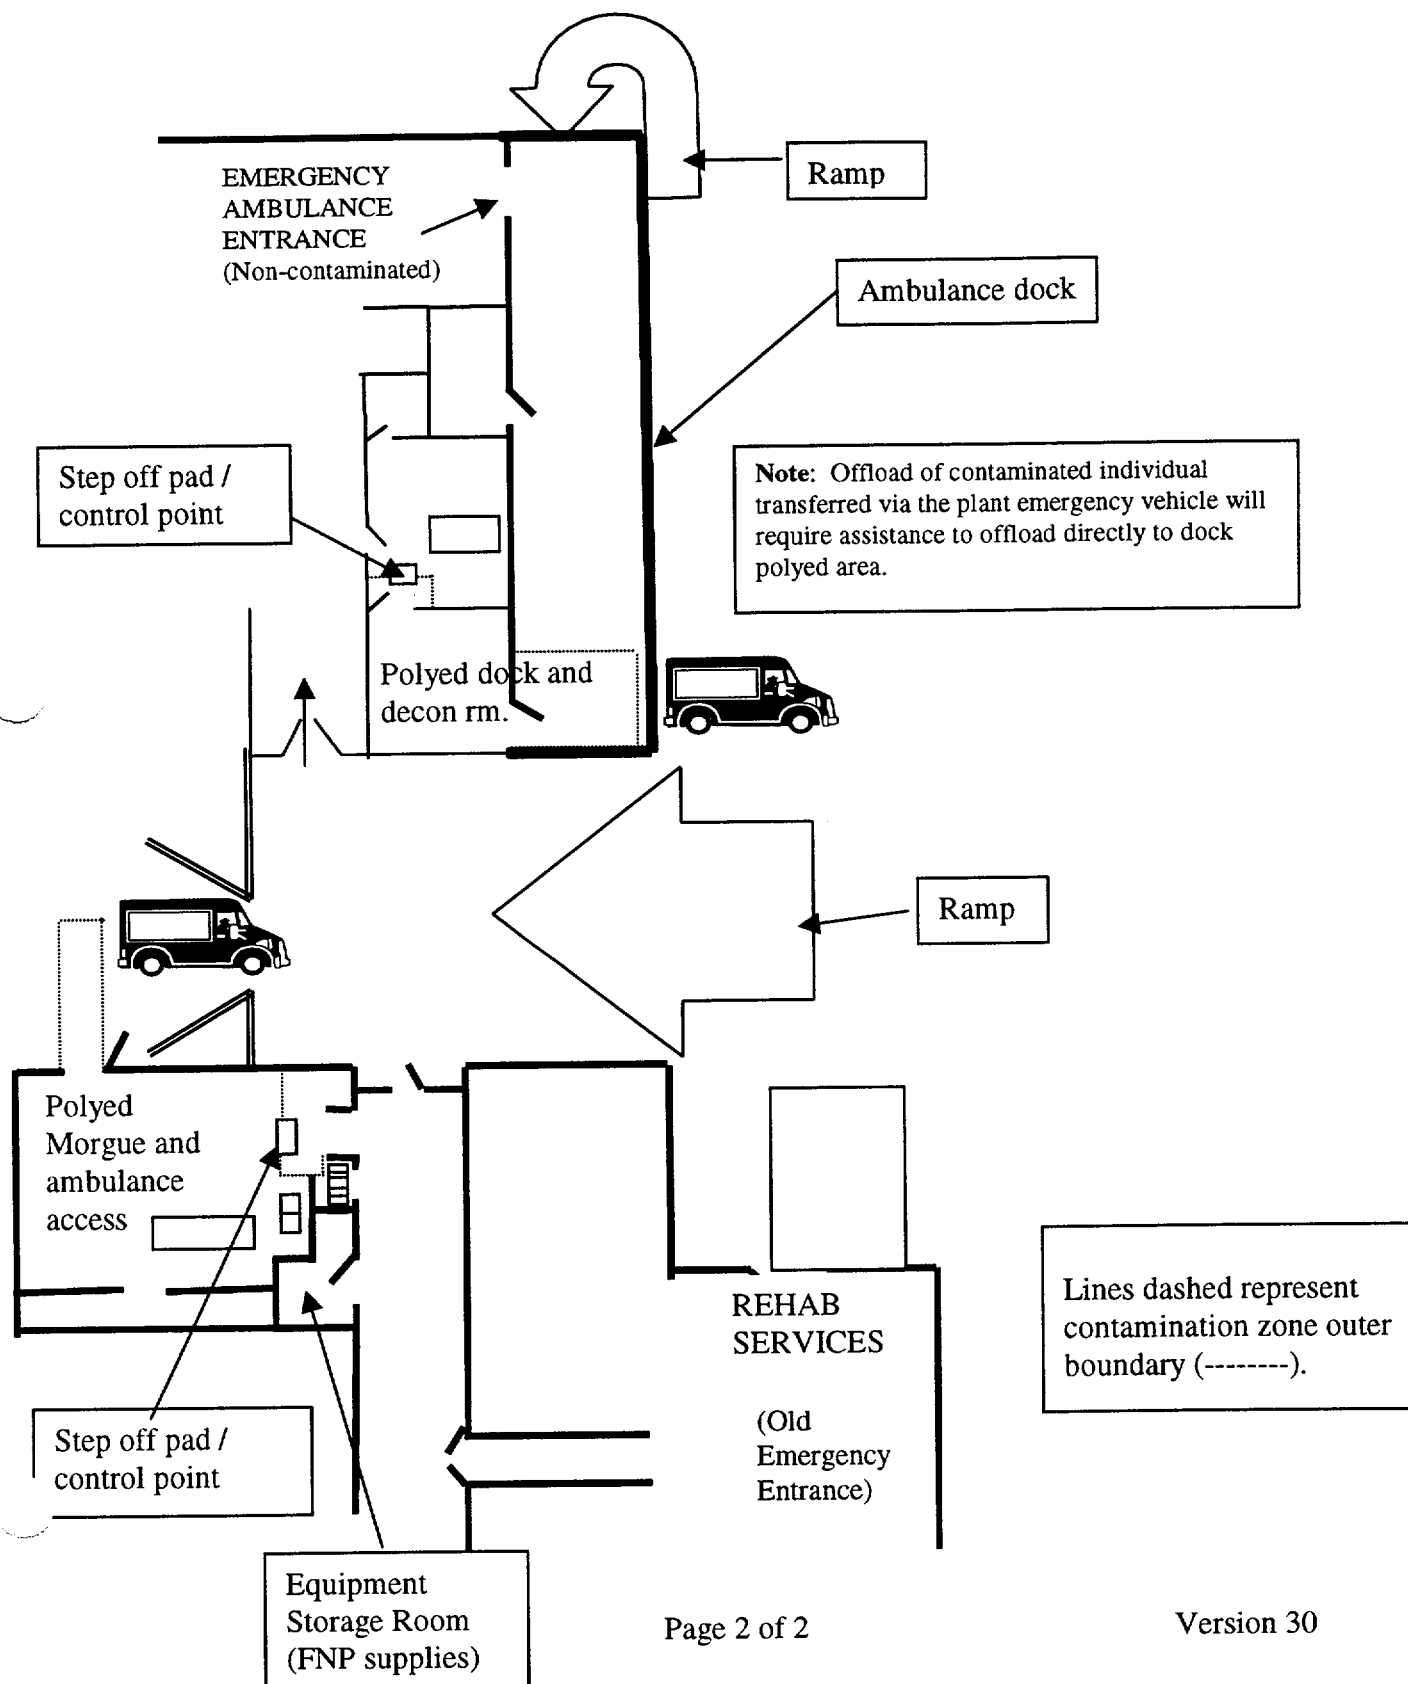 EMERGENCY
AMBULANCE
ENTRANCE
(Non-contaminated)
Ramp
Ambulance dock
Step off pad /
control point
Note: Offload of contaminated individual
transferred via the plant emergency vehicle will
require assistance to offload directly to dock
polyed area.
Polyed dock and
decon rm.
Ramp
Polyed
Morgue and
ambulance
access
REHAB
SERVICES
(Old
Emergency
Entrance)
Lines dashed represent
contamination zone outer
boundary (--------).
Step off pad /
control point
Equipment
Storage Room
(FNP supplies)
Page 2 of 2
Version 30